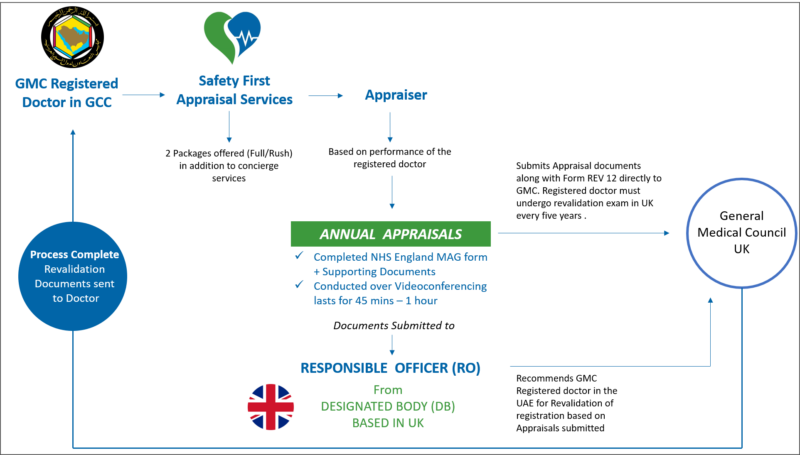 GMC Registered
Doctor in GCC
Safety First
Appraisal Services
Appraiser
2 Packages offered (Full/Rush)
in addition to concierge
services
Based on performance of the
registered doctor
Submits Appraisal documents
along with Form REV 12 directly to
GMC. Registered doctor must
undergo revalidation exam in UK
every five years .
General
Medical Council
UK
ANNUAL APPRAISALS
Completed NHS England MAG form
+ Supporting Documents
Conducted over Videoconferencing
lasts for 45 mins – 1 hour
Process Complete
Revalidation
Documents sent
to Doctor
Documents Submitted to
RESPONSIBLE OFFICER (RO)
From
DESIGNATED BODY (DB)
BASED IN UK
Recommends GMC
Registered doctor in the
UAE for Revalidation of
registration based on
Appraisals submitted